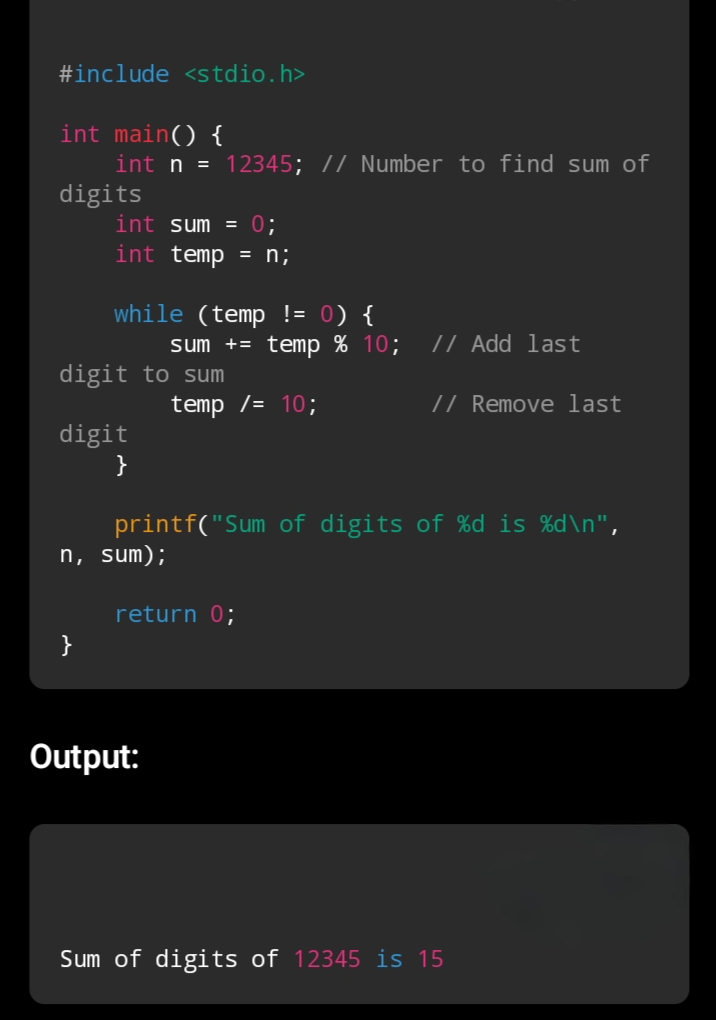 #include <stdio.h>
int main() {
    int n = 12345; // Number to find sum of
digits
    int sum = 0;
    int temp = n;
    while (temp != 0) {
        sum += temp % 10;  // Add last
digit to sum
        temp /= 10;        // Remove last
digit
    }
    printf("Sum of digits of %d is %d\n",
n, sum);
    return 0;
}
Output:
Sum of digits of 12345 is 15